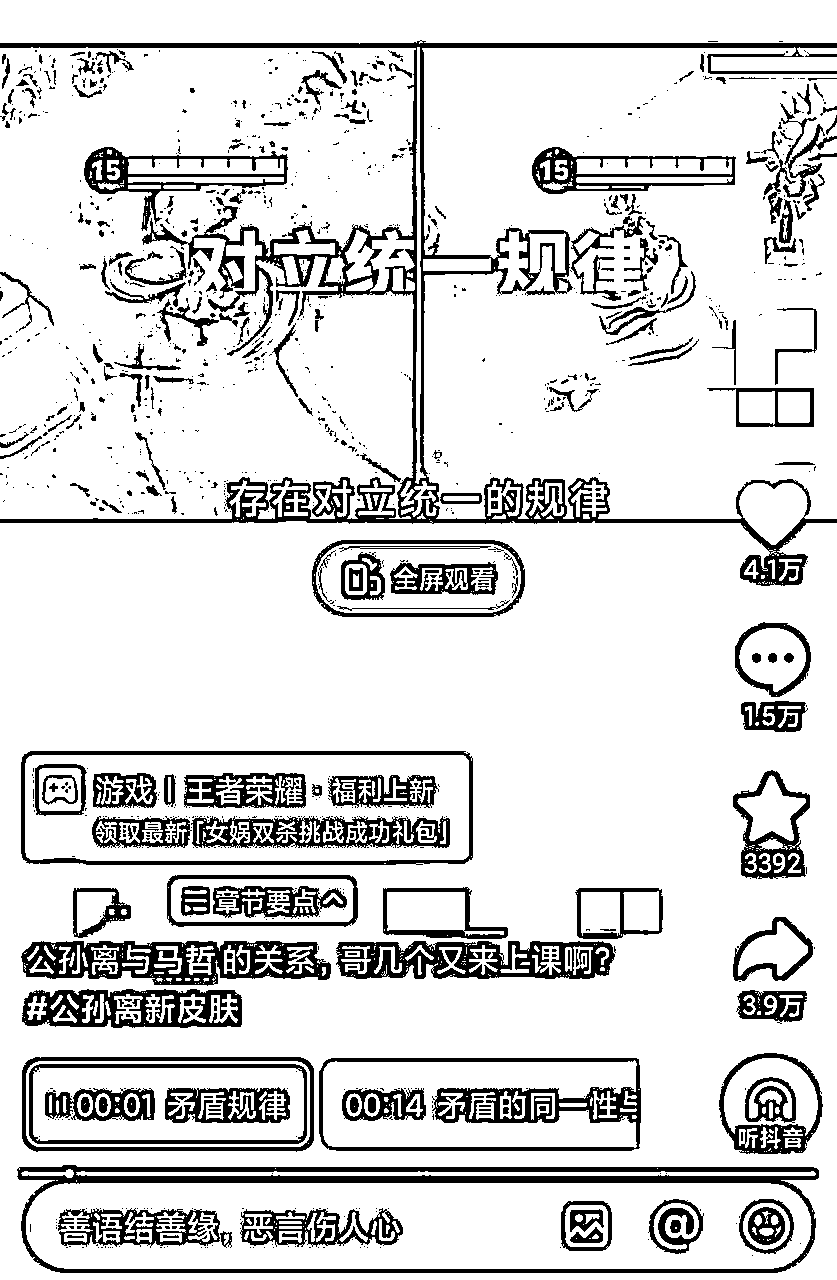 15
15
对立统一规律
存在对立统一的规律
全屏观看
4.1万
1.5万
游戏 | 王者荣耀·福利上新
领取最新「女娲双杀挑战成功礼包」
3392
章节要点
公孙离与马哲的关系，哥几个又来上课啊？
#公孙离新皮肤
3.9万
00:01 矛盾规律
00:14 矛盾的同一性与
听抖音
善语结善缘，恶言伤人心
@